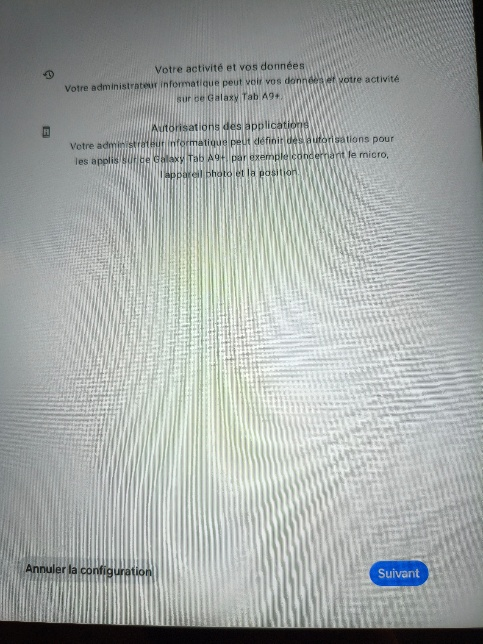 Votre activité et vos données
Votre administrateur informatique peut voir vos données et votre activité
sur ce Galaxy Tab A9+.
Autorisations des applications
Votre administrateur informatique peut définir des autorisations pour
les applis sur ce Galaxy Tab A9+, par exemple concernant le micro,
l'appareil photo et la position.
Annuler la configuration
Suivant